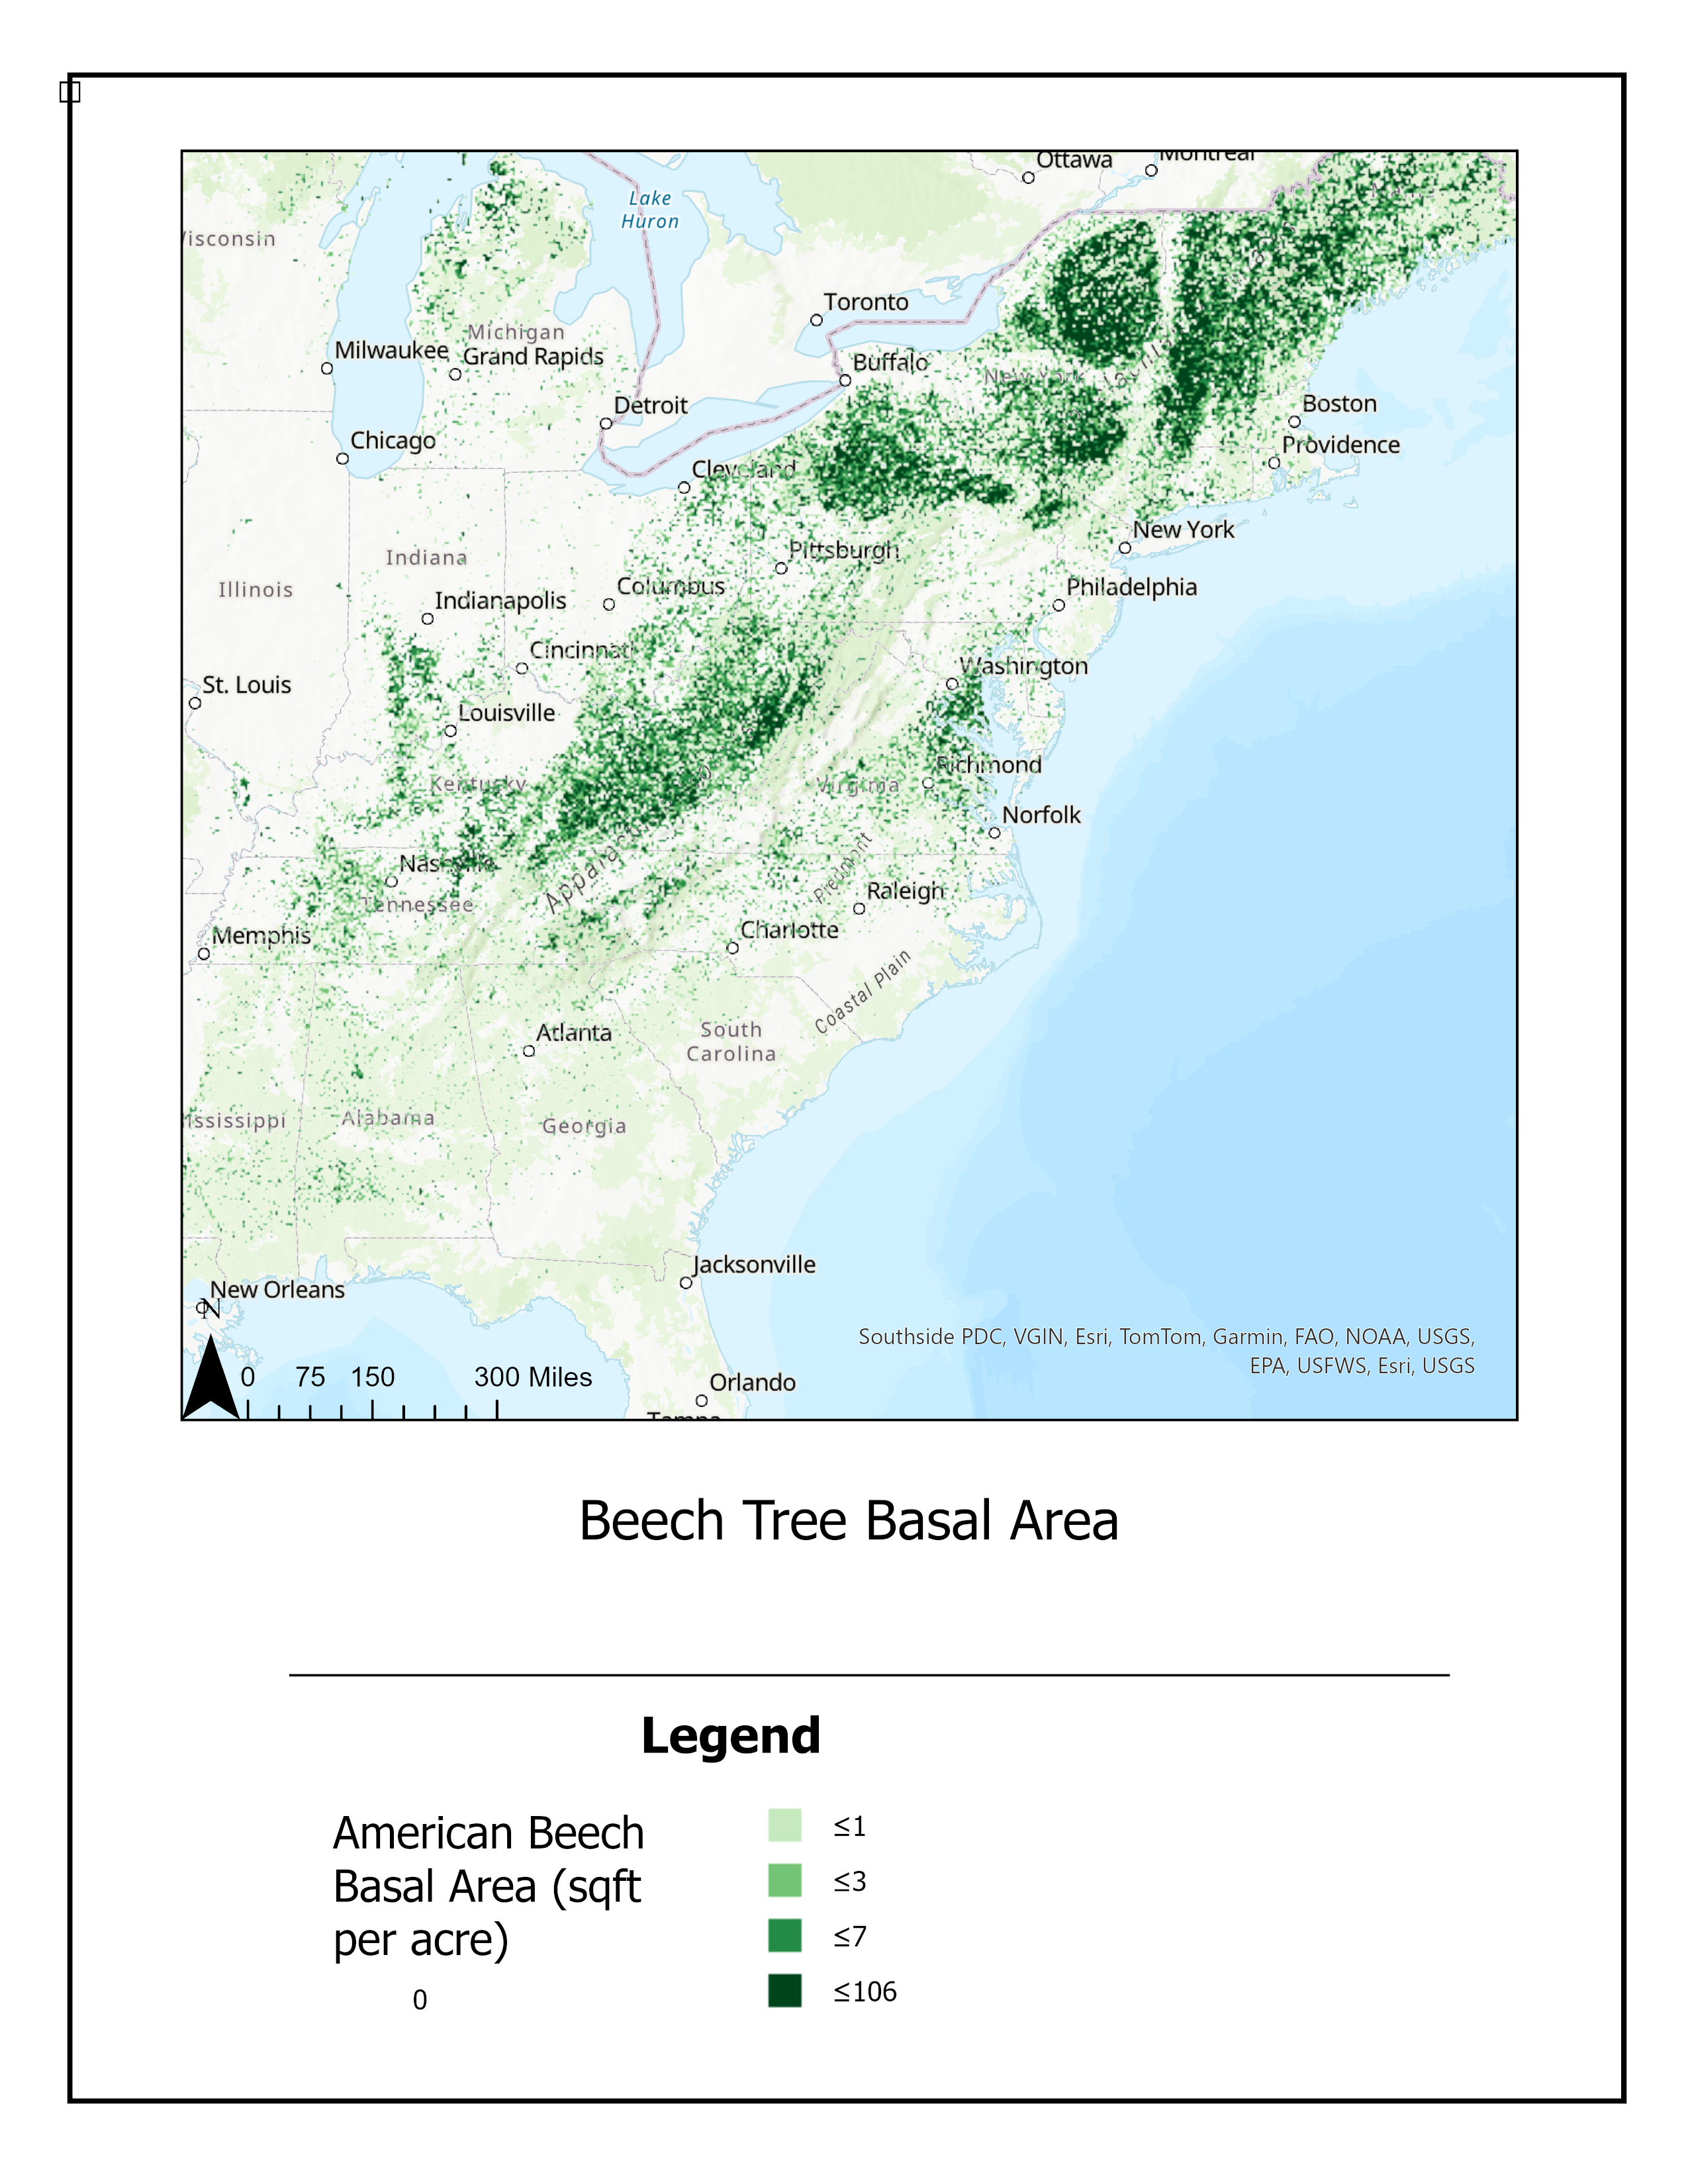 Ottawa
Montreal
Lake
Huron
Wisconsin
Toronto
Michigan
Milwaukee
Grand Rapids
Buffalo
New York
Detroit
Boston
Chicago
Providence
Cleveland
New York
Pittsburgh
Indiana
Illinois
Columbus
Philadelphia
Indianapolis
Cincinnati
Washington
St. Louis
Louisville
Richmond
Kentucky
Virginia
Norfolk
Nashville
Piedmont
Tennessee
Raleigh
Memphis
Charlotte
Coastal Plain
Atlanta
South
Carolina
ississippi
Alabama
Georgia
Jacksonville
New Orleans
N
Southside PDC, VGIN, Esri, TomTom, Garmin, FAO, NOAA, USGS,
EPA, USFWS, Esri, USGS
0 75 150 300 Miles
Orlando
Tampa
Beech Tree Basal Area
Legend
American Beech
Basal Area (sqft
per acre)
0
≤1
≤3
≤7
≤106